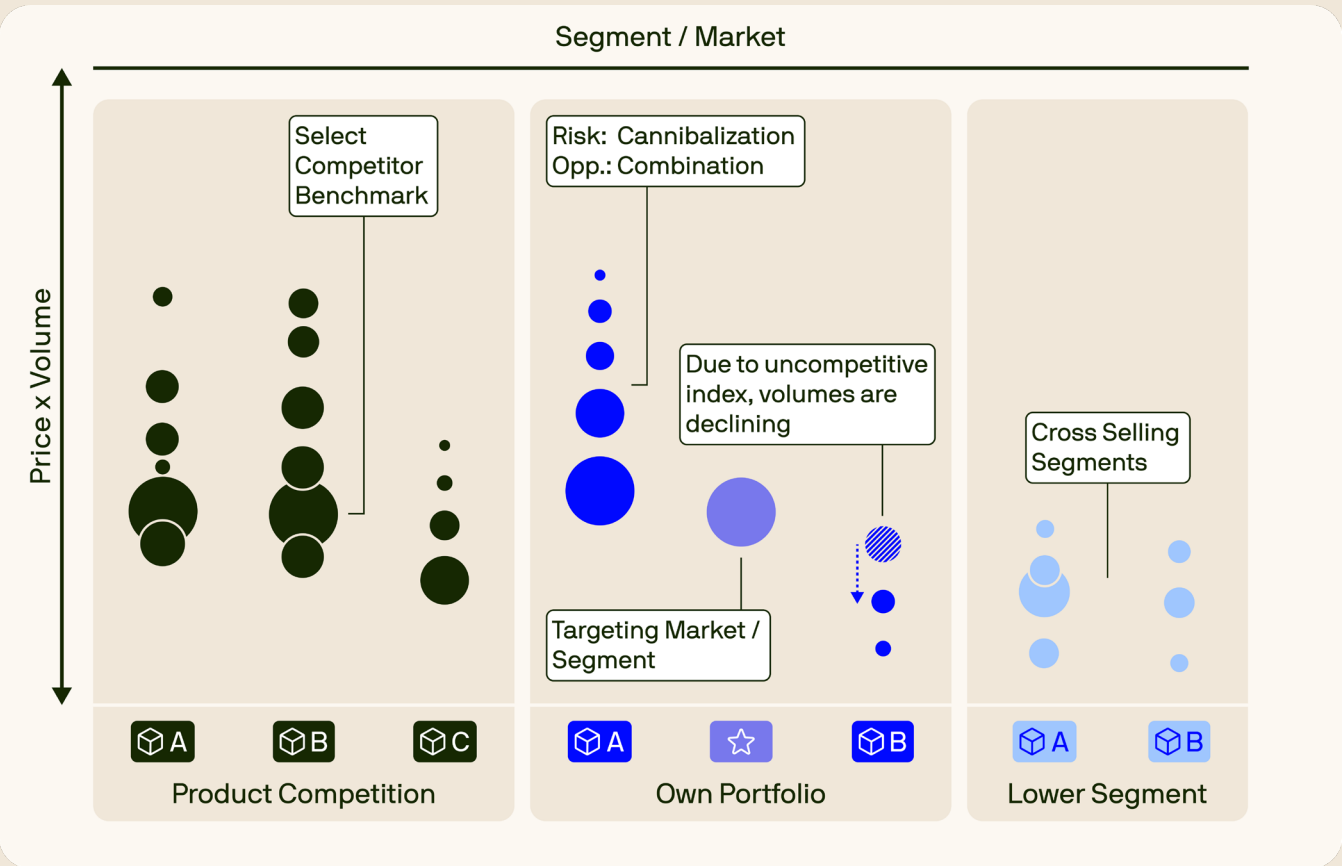 Segment / Market
Price x Volume
Select
Competitor
Benchmark
Risk: Cannibalization
Opp.: Combination
Due to uncompetitive
index, volumes are
declining
Cross Selling
Segments
Targeting Market /
Segment
A
B
C
A
B
A
B
Product Competition
Own Portfolio
Lower Segment